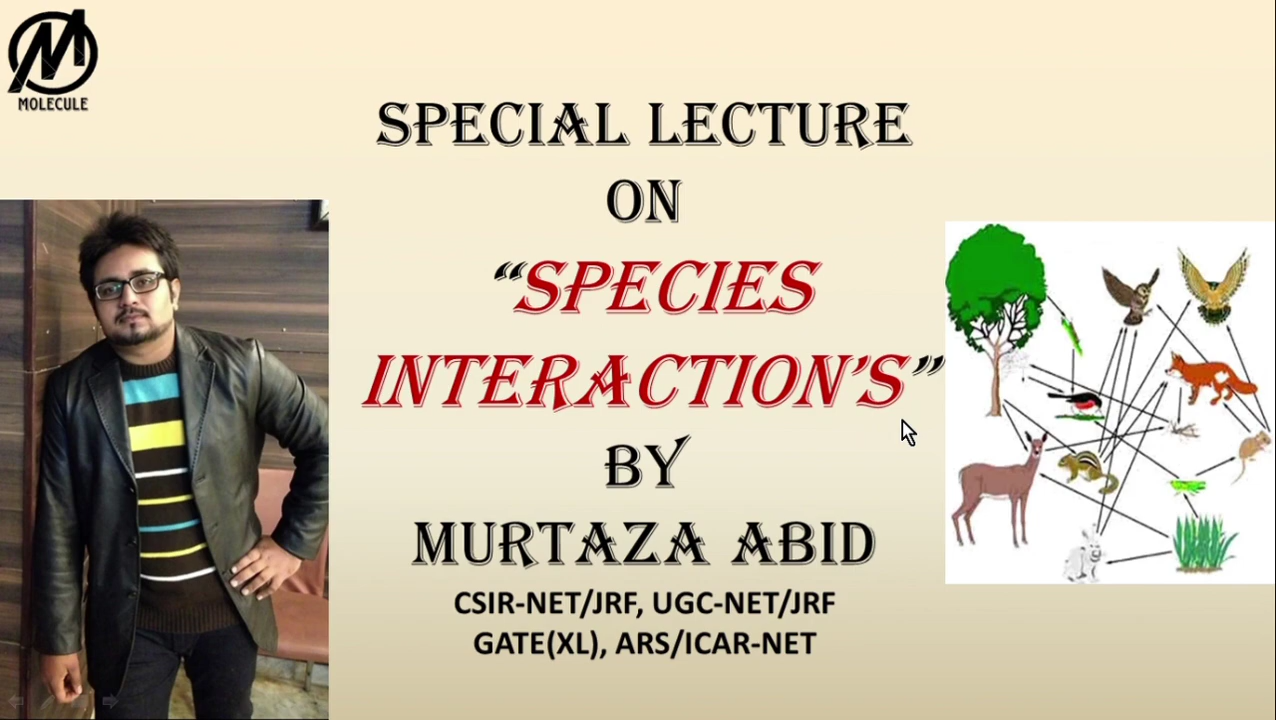 MOLECULE
SPECIAL LECTURE
ON
“SPECIES
INTERACTION’S”
BY
MURTAZA ABID
CSIR-NET/JRF, UGC-NET/JRF
GATE(XL), ARS/ICAR-NET